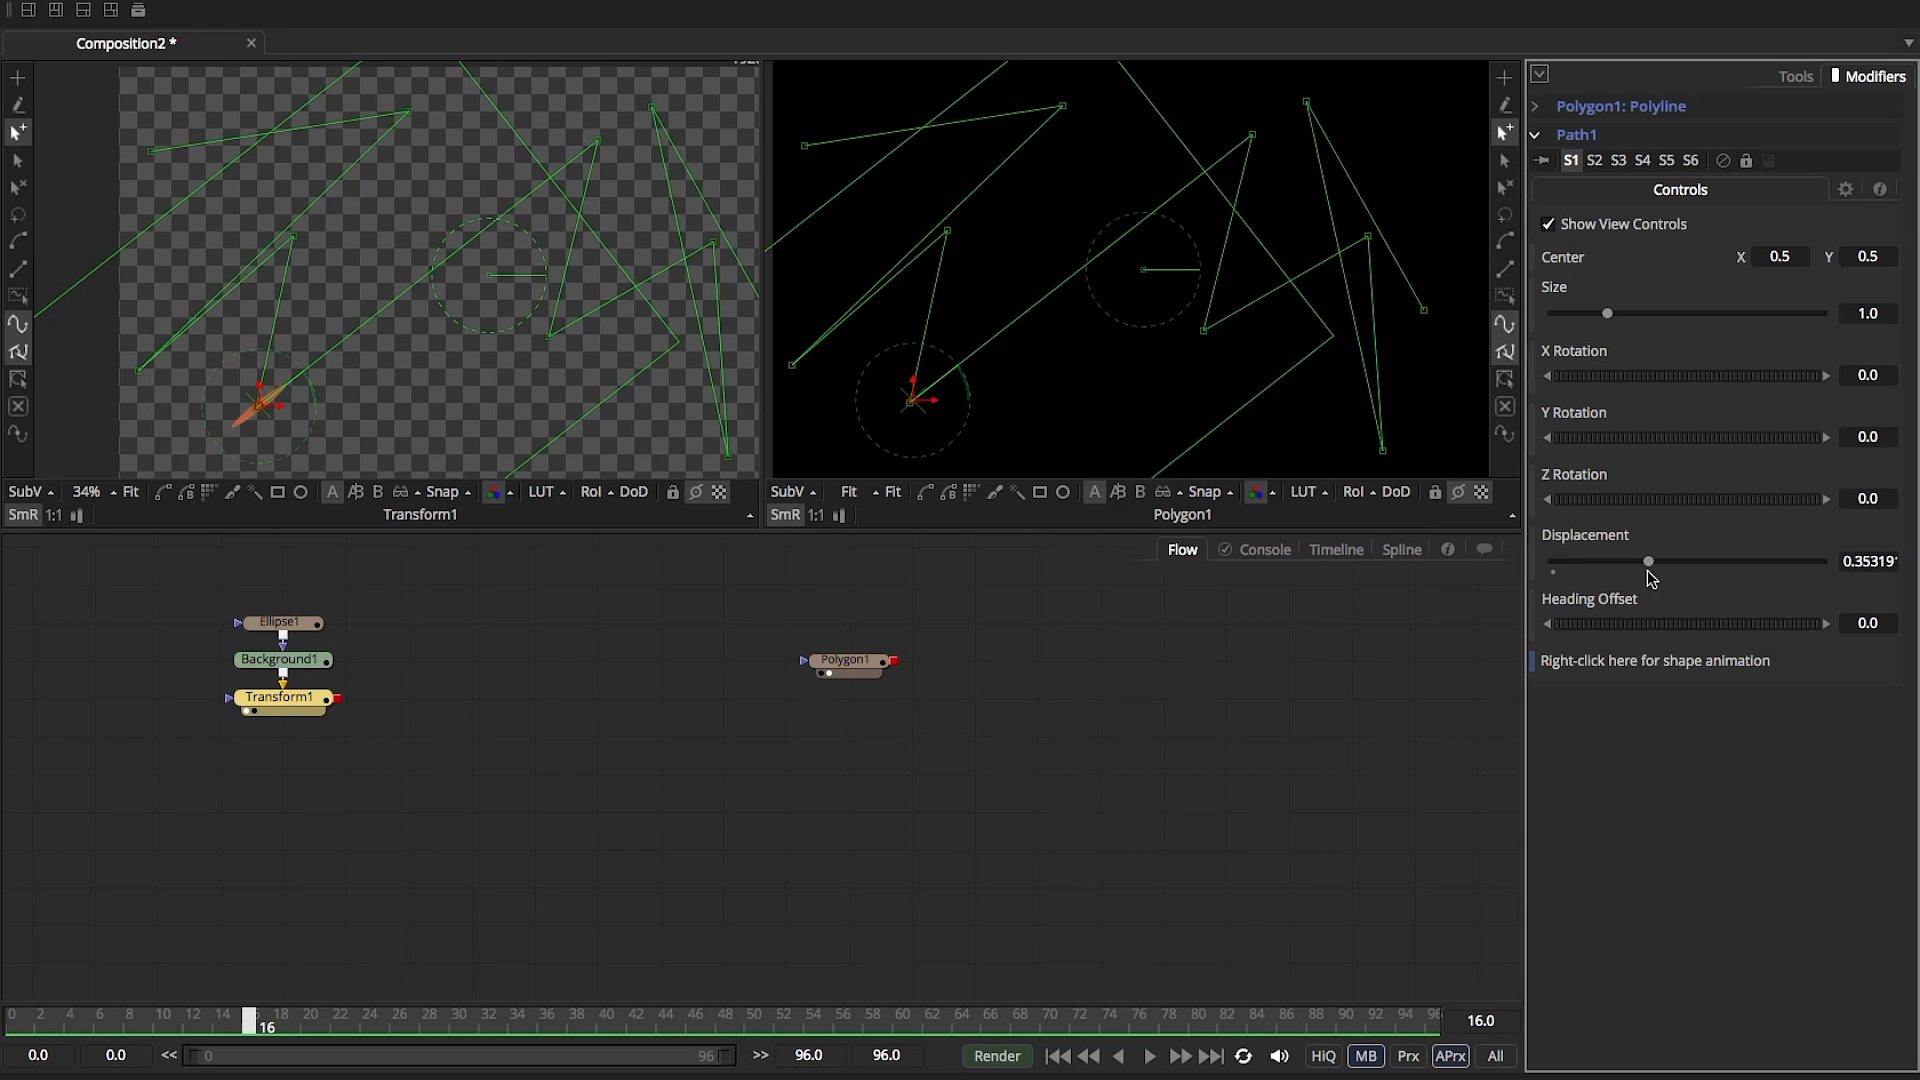 Composition2 *
Tools Modifiers
Polygon1: Polyline
Path1
S1 S2 S3 S4 S5 S6
Controls
Show View Controls
Center X 0.5 Y 0.5
Size
1.0
X Rotation
0.0
Y Rotation
0.0
Z Rotation
0.0
Displacement
0.35319
Heading Offset
0.0
Right-click here for shape animation
SubV 34% Fit A A|B B Snap LUT RoI DoD
SmR 1:1 Transform1
SubV Fit Fit A A|B B Snap LUT RoI DoD
SmR 1:1 Polygon1
Flow Console Timeline Spline
Ellipse1
Background1
Transform1
Polygon1
0 2 4 6 8 10 12 14 18 20 22 24 26 28 30 32 34 36 38 40 42 44 46 48 50 52 54 56 58 60 62 64 66 68 70 72 74 76 78 80 82 84 86 88 90 92 94 96
16
16.0
0.0 0.0 << 0 96 >> 96.0 96.0 Render HiQ MB Prx APrx All